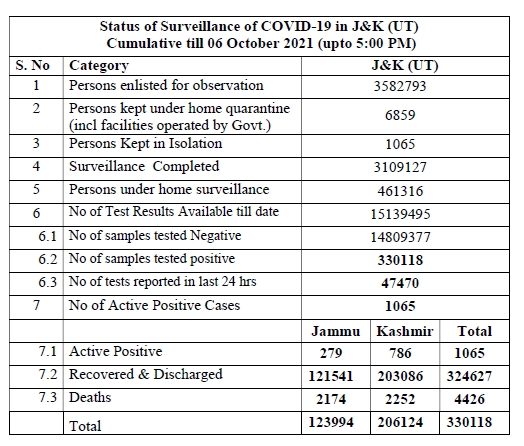 Status of Surveillance of COVID-19 in J&K (UT)
Cumulative till 06 October 2021 (upto 5:00 PM)
S. No Category J&K (UT)
1 Persons enlisted for observation 3582793
2 Persons kept under home quarantine
(incl facilities operated by Govt.) 6859
3 Persons Kept in Isolation 1065
4 Surveillance Completed 3109127
5 Persons under home surveillance 461316
6 No of Test Results Available till date 15139495
6.1 No of samples tested Negative 14809377
6.2 No of samples tested positive 330118
6.3 No of tests reported in last 24 hrs 47470
7 No of Active Positive Cases 1065
Jammu Kashmir Total
7.1 Active Positive 279 786 1065
7.2 Recovered & Discharged 121541 203086 324627
7.3 Deaths 2174 2252 4426
Total 123994 206124 330118